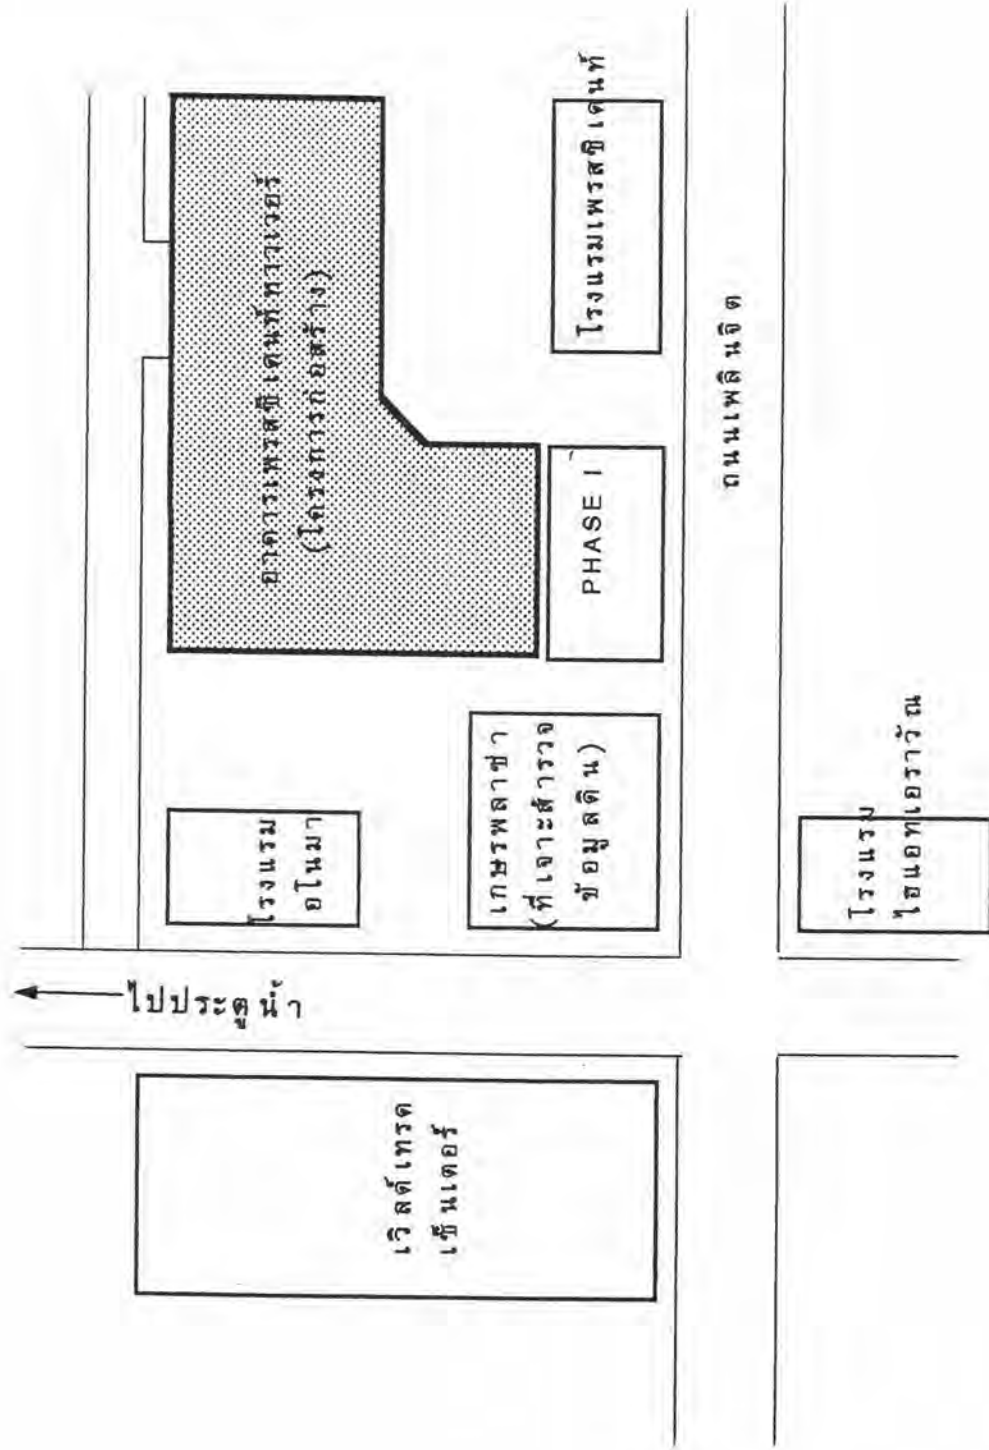 เวิลด์เทรด
เซ็นเตอร์
ไปประตูน้ำ
โรงแรม
อโนมา
เกษรพลาซ่า
(ที่เจาะสำรวจ
ข้อมูลดิน)
โรงแรม
ไฮแอทเอราวัณ
อาคารเพรสซิเดนท์ทาวเวอร์
(โครงการก่อสร้าง)
PHASE I
โรงแรมเพรสซิเดนท์
ถนนเพลินจิต